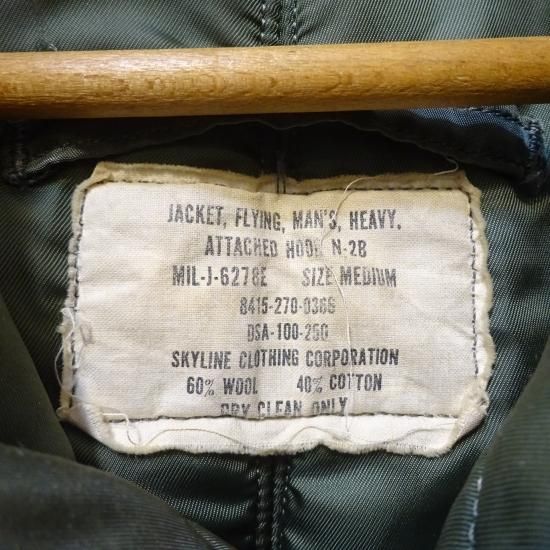 JACKET, FLYING, MAN'S, HEAVY.
ATTACHED HOOD N-2B
MIL-J-6278E SIZE MEDIUM
8415-270-0366
DSA-100-250
SKYLINE CLOTHING CORPORATION
60% WOOL 40% COTTON
DRY CLEAN ONLY